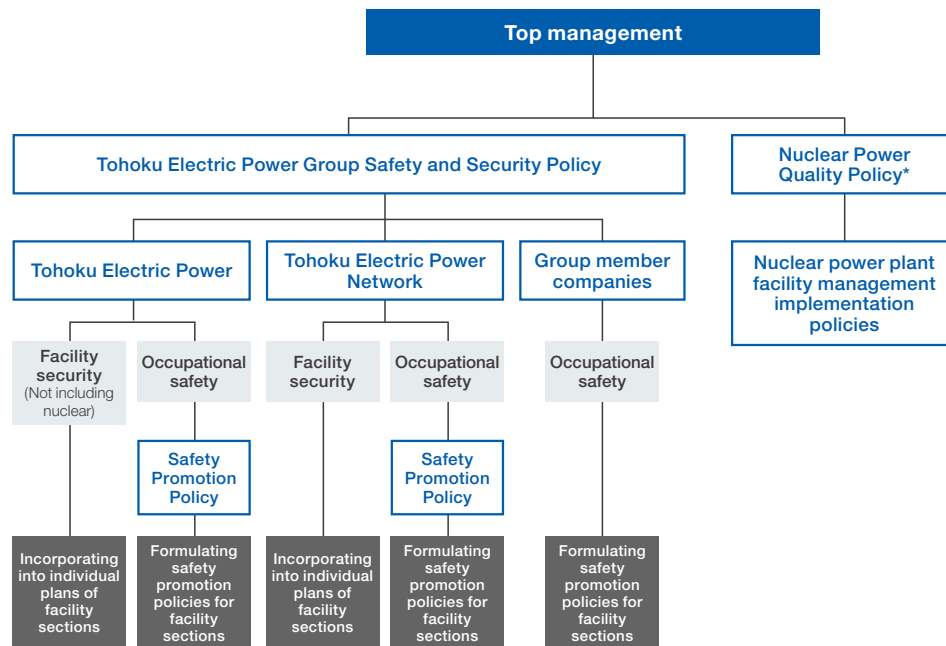 Top management
Tohoku Electric Power Group Safety and Security Policy
Nuclear Power
Quality Policy*
Tohoku Electric Power
Tohoku Electric Power
Network
Group member
companies
Nuclear power plant
facility management
implementation
policies
Facility
security
(Not including
nuclear)
Occupational
safety
Facility
security
Occupational
safety
Occupational
safety
Safety
Promotion
Policy
Safety
Promotion
Policy
Incorporating
into individual
plans of
facility
sections
Formulating
safety
promotion
policies for
facility
sections
Incorporating
into individual
plans of
facility
sections
Formulating
safety
promotion
policies for
facility
sections
Formulating
safety
promotion
policies for
facility
sections